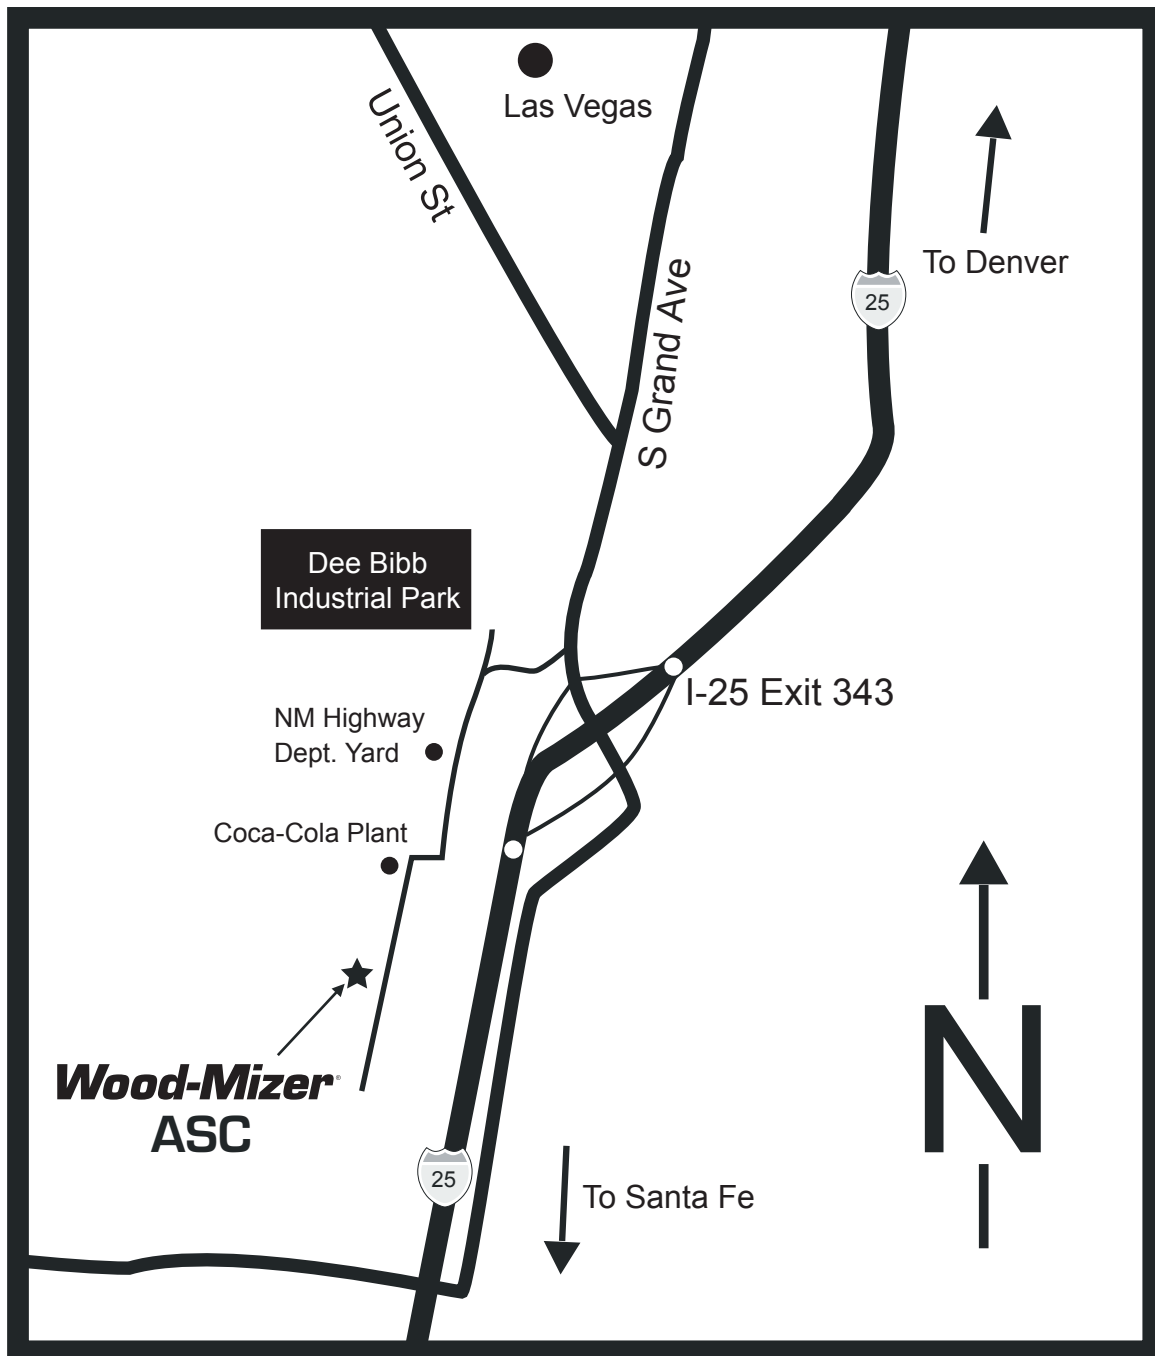 Las Vegas
Union St
To Denver
25
S Grand Ave
Dee Bibb
Industrial Park
I-25 Exit 343
NM Highway
Dept. Yard
Coca-Cola Plant
Wood-Mizer®
ASC
N
25
To Santa Fe